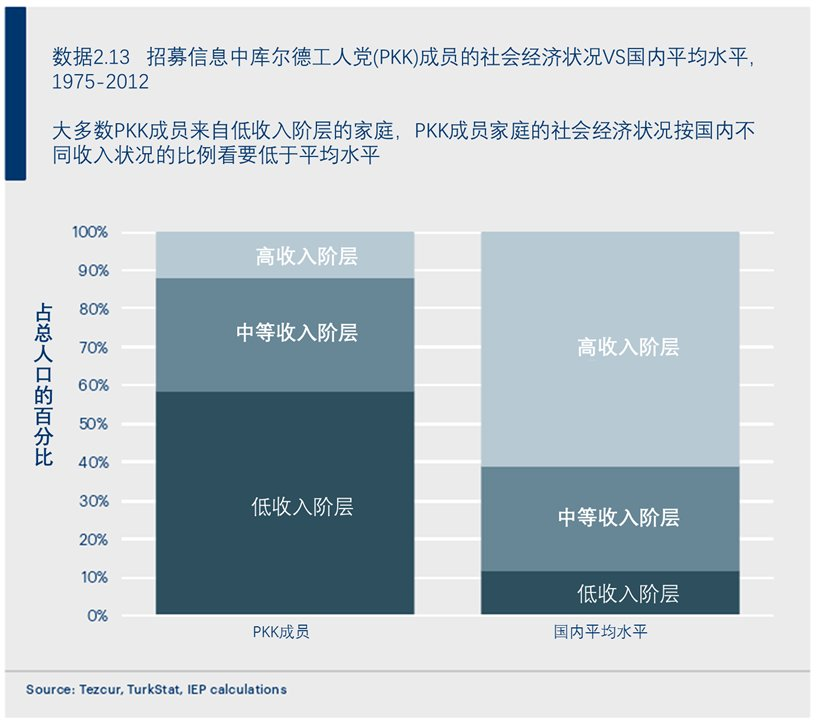 数据2.13 招募信息中库尔德工人党(PKK)成员的社会经济状况VS国内平均水平,
1975-2012
大多数PKK成员来自低收入阶层的家庭，PKK成员家庭的社会经济状况按国内不
同收入状况的比例看要低于平均水平
占总人口的百分比
100%
90%
80%
70%
60%
50%
40%
30%
20%
10%
0%
高收入阶层
中等收入阶层
低收入阶层
高收入阶层
中等收入阶层
低收入阶层
PKK成员
国内平均水平
Source: Tezcur, TurkStat, IEP calculations